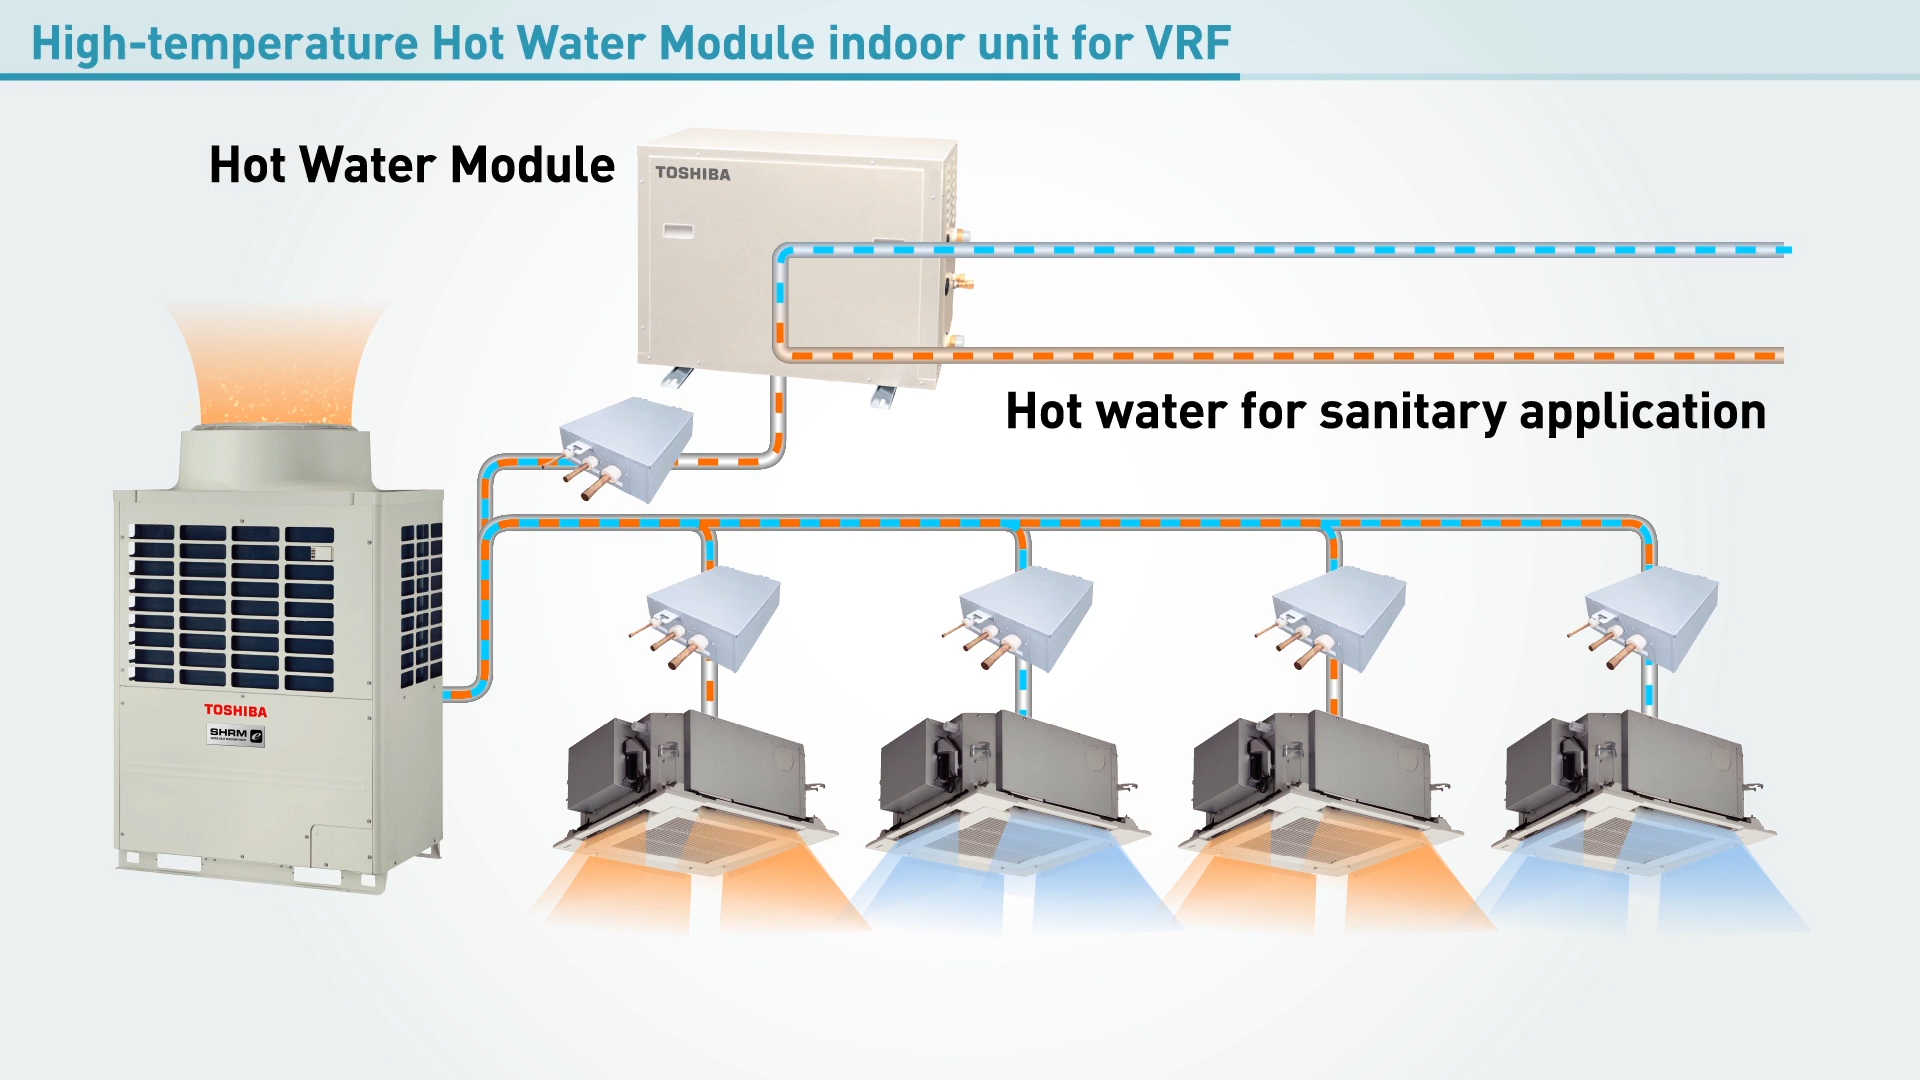 High-temperature Hot Water Module indoor unit for VRF
Hot Water Module
TOSHIBA
Hot water for sanitary application
TOSHIBA
SHRM e